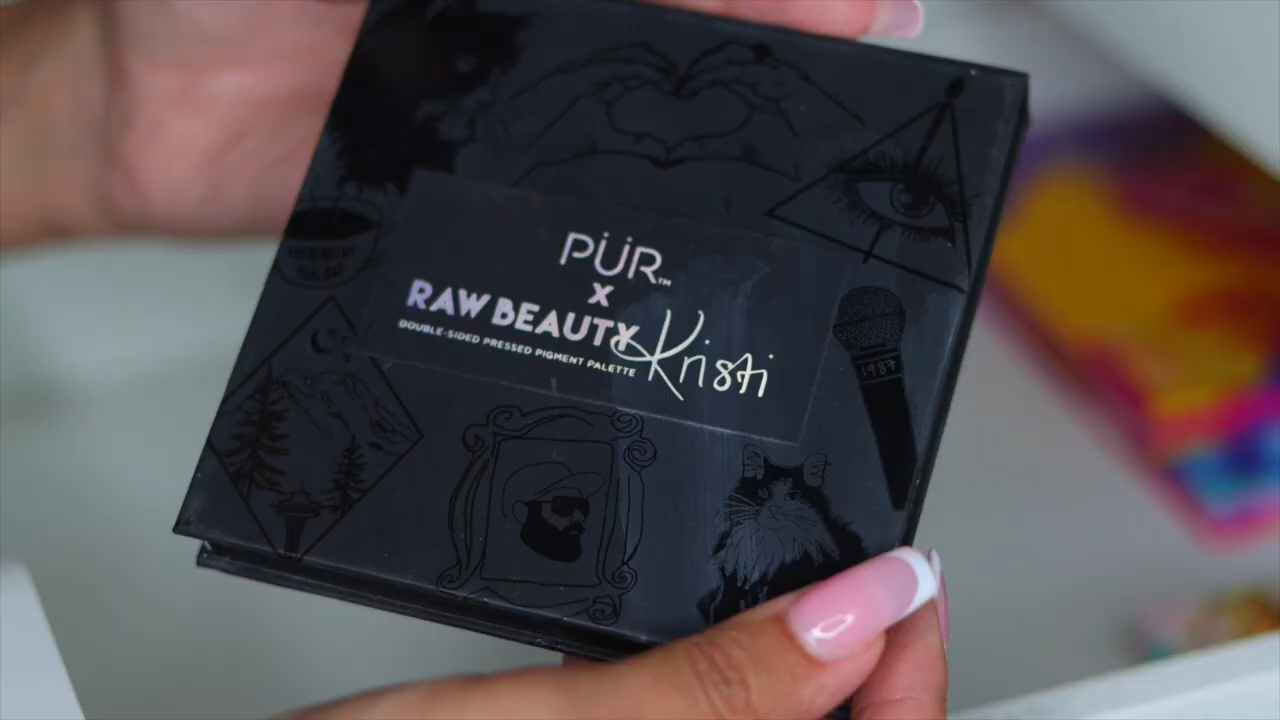 PÜR™
X
RAW BEAUTY Kristi
DOUBLE-SIDED PRESSED PIGMENT PALETTE
1987